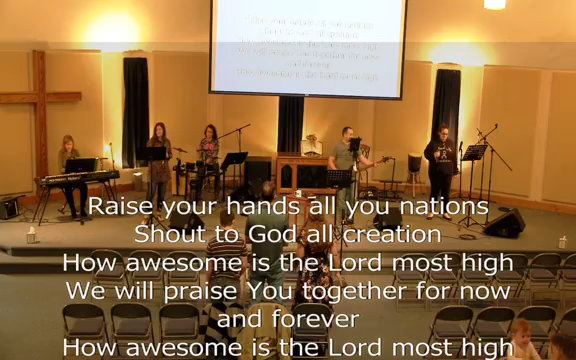 Raise your hands all you nations
Shout to God all creation
How awesome is the Lord most high
We will praise You together for now
and forever
How awesome is the Lord most high